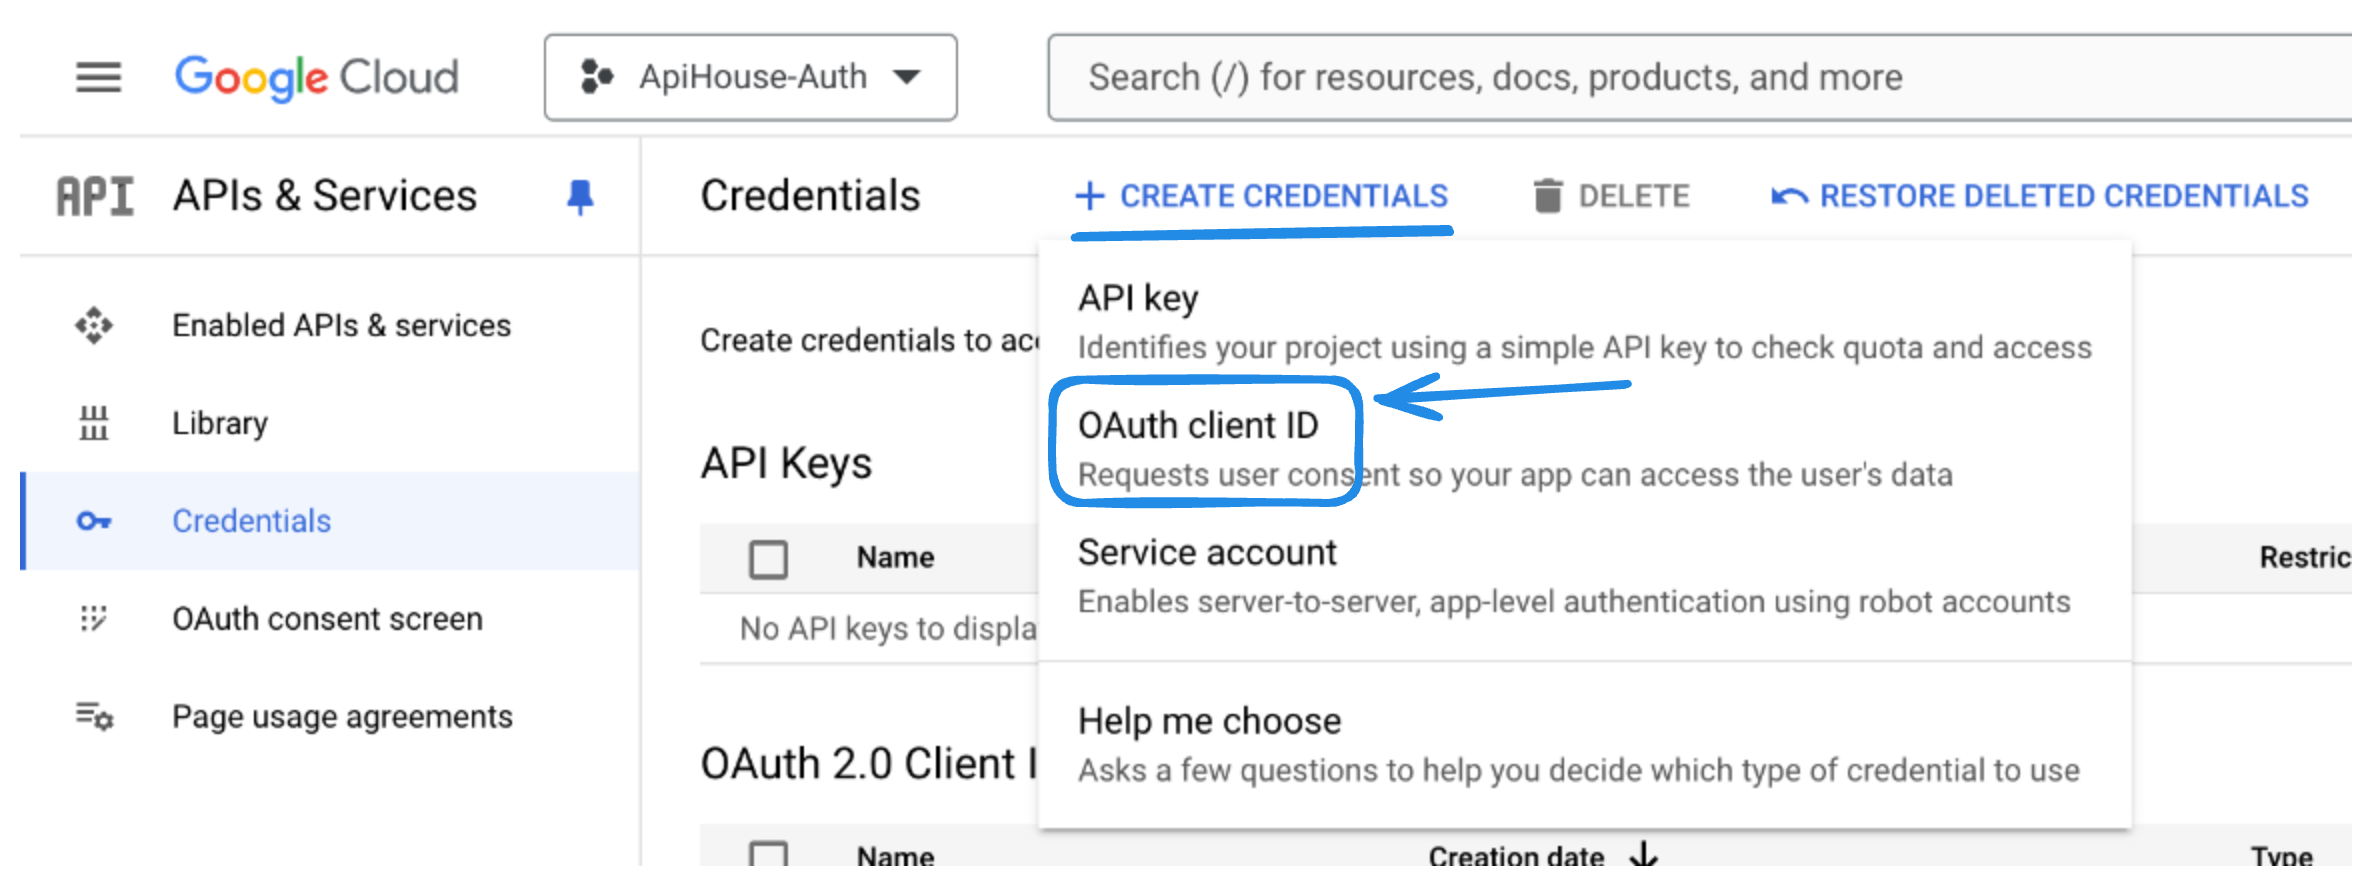 Google Cloud
ApiHouse-Auth
Search (/) for resources, docs, products, and more
API
APIs & Services
Credentials
CREATE CREDENTIALS
DELETE
RESTORE DELETED CREDENTIALS
Enabled APIs & services
Library
Credentials
OAuth consent screen
Page usage agreements
Create credentials to
API Keys
Name
Restric
No API keys to displa
OAuth 2.0 Client I
Name
Creation date
Type
API key
Identifies your project using a simple API key to check quota and access
OAuth client ID
Requests user consent so your app can access the user's data
Service account
Enables server-to-server, app-level authentication using robot accounts
Help me choose
Asks a few questions to help you decide which type of credential to use